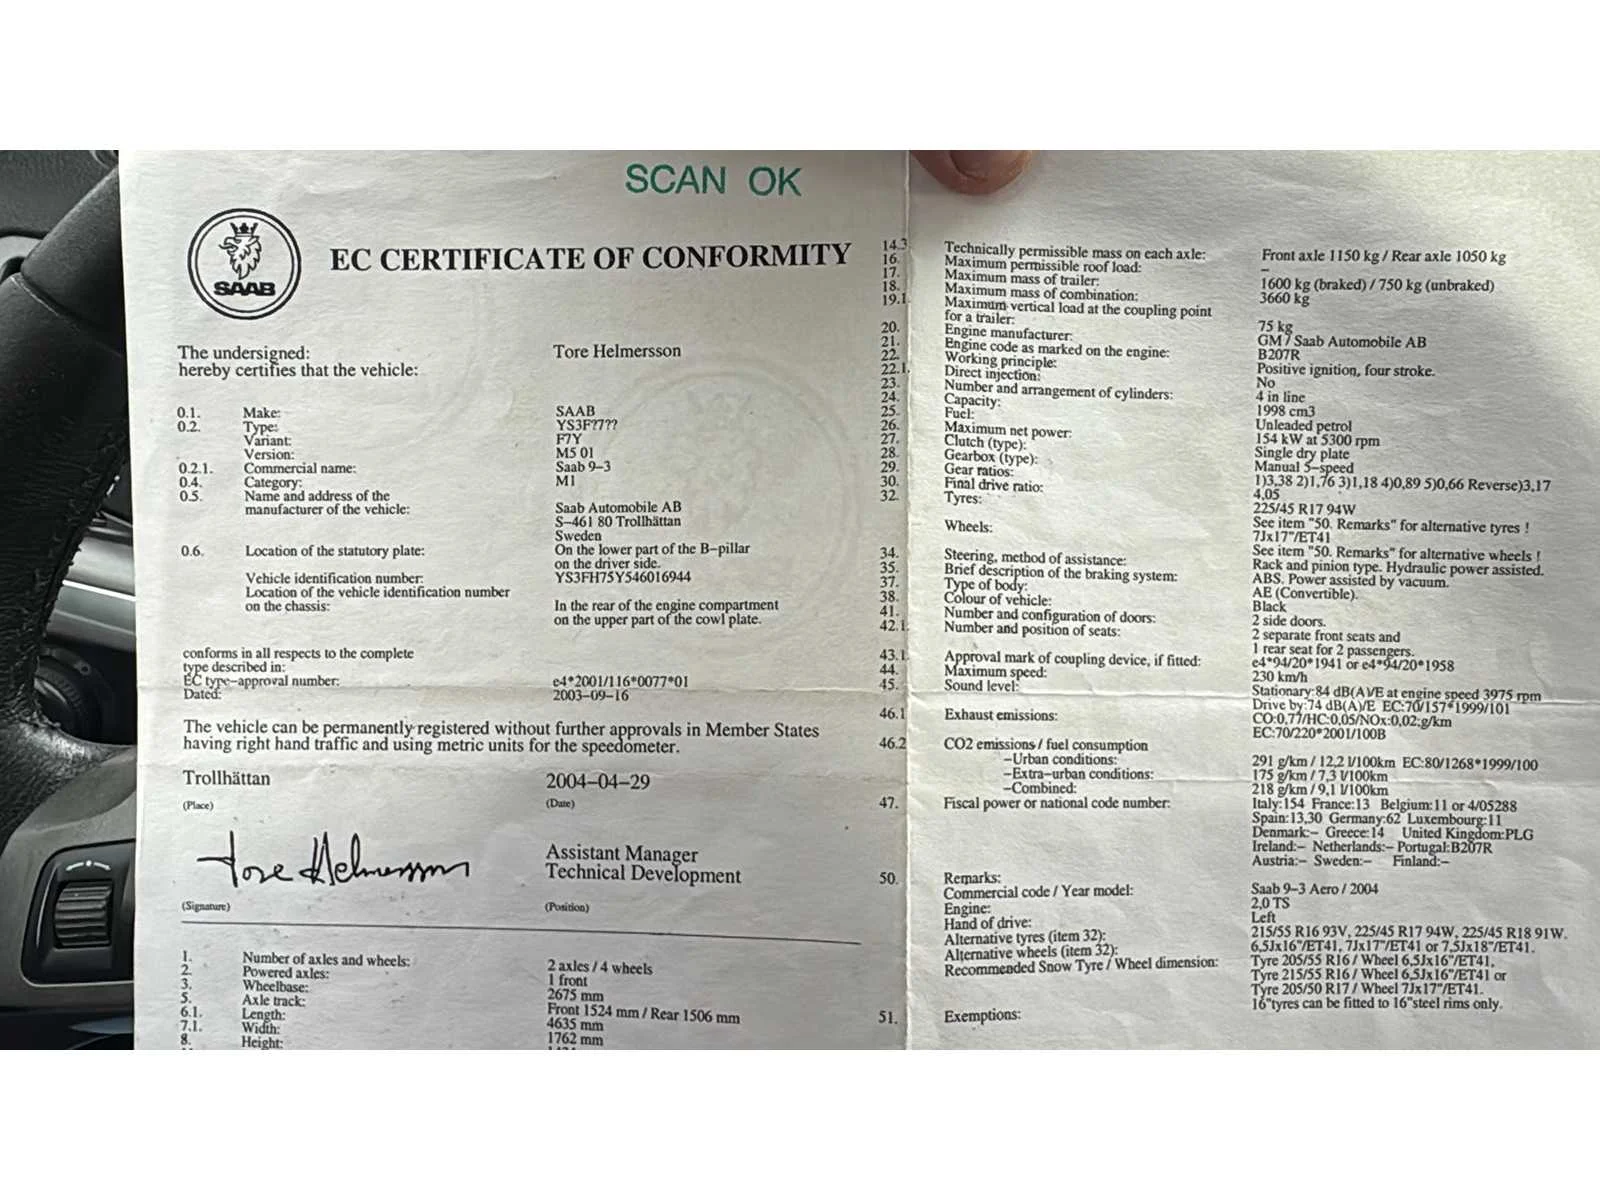 SCAN OK
SAAB
EC CERTIFICATE OF CONFORMITY
The undersigned: Tore Helmersson
hereby certifies that the vehicle:
0.1. Make: SAAB
0.2. Type: YS3F????
Variant: F7Y
Version: M5 01
0.2.1. Commercial name: Saab 9-3
0.4. Category: M1
0.5. Name and address of the
manufacturer of the vehicle: Saab Automobile AB
S-461 80 Trollhättan
Sweden
0.6. Location of the statutory plate: On the lower part of the B-pillar
on the driver side.
Vehicle identification number: YS3FH75Y546016944
Location of the vehicle identification number
on the chassis: In the rear of the engine compartment
on the upper part of the cowl plate.
conforms in all respects to the complete
type described in:
EC type-approval number: e4*2001/116*0077*01
Dated: 2003-09-16
The vehicle can be permanently registered without further approvals in Member States
having right hand traffic and using metric units for the speedometer.
Trollhättan 2004-04-29
(Place) (Date)
Tore Helmersson
Assistant Manager
Technical Development
(Signature) (Position)
1. Number of axles and wheels: 2 axles / 4 wheels
2. Powered axles: 1 front
3. Wheelbase: 2675 mm
5. Axle track: Front 1524 mm / Rear 1506 mm
6.1. Length: 4635 mm
7.1. Width: 1762 mm
8. Height:
14.3 Technically permissible mass on each axle: Front axle 1150 kg / Rear axle 1050 kg
16. Maximum permissible roof load: –
17. Maximum mass of trailer: 1600 kg (braked) / 750 kg (unbraked)
18. Maximum mass of combination: 3660 kg
19.1. Maximum vertical load at the coupling point
for a trailer: 75 kg
20. Engine manufacturer: GM / Saab Automobile AB
21. Engine code as marked on the engine: B207R
22. Working principle: Positive ignition, four stroke.
22.1. Direct injection: No
23. Number and arrangement of cylinders: 4 in line
24. Capacity: 1998 cm3
25. Fuel: Unleaded petrol
26. Maximum net power: 154 kW at 5300 rpm
27. Clutch (type): Single dry plate
28. Gearbox (type): Manual 5-speed
29. Gear ratios: 1)3,38 2)1,76 3)1,18 4)0,89 5)0,66 Reverse)3,17
30. Final drive ratio: 4,05
32. Tyres: 225/45 R17 94W
See item "50. Remarks" for alternative tyres !
Wheels: 7Jx17"/ET41
See item "50. Remarks" for alternative wheels !
34. Steering, method of assistance: Rack and pinion type. Hydraulic power assisted.
35. Brief description of the braking system: ABS. Power assisted by vacuum.
37. Type of body: AE (Convertible).
38. Colour of vehicle: Black
41. Number and configuration of doors: 2 side doors.
42.1. Number and position of seats: 2 separate front seats and
1 rear seat for 2 passengers.
43.1. Approval mark of coupling device, if fitted: e4*94/20*1941 or e4*94/20*1958
44. Maximum speed: 230 km/h
45. Sound level: Stationary:84 dB(A)/E at engine speed 3975 rpm
Drive by:74 dB(A)/E EC:70/157*1999/101
46.1 Exhaust emissions: CO:0,77/HC:0,05/NOx:0,02;g/km
EC:70/220*2001/100B
46.2 CO2 emissions / fuel consumption
-Urban conditions: 291 g/km / 12,2 l/100km EC:80/1268*1999/100
-Extra-urban conditions: 175 g/km / 7,3 l/100km
-Combined: 218 g/km / 9,1 l/100km
47. Fiscal power or national code number: Italy:154 France:13 Belgium:11 or 4/05288
Spain:13,30 Germany:62 Luxembourg:11
Denmark:– Greece:14 United Kingdom:PLG
Ireland:– Netherlands:– Portugal:B207R
Austria:– Sweden:– Finland:–
50. Remarks:
Commercial code / Year model: Saab 9-3 Aero / 2004
Engine: 2,0 TS
Hand of drive: Left
Alternative tyres (item 32): 215/55 R16 93V, 225/45 R17 94W, 225/45 R18 91W.
Alternative wheels (item 32): 6,5Jx16"/ET41, 7Jx17"/ET41 or 7,5Jx18"/ET41.
Recommended Snow Tyre / Wheel dimension: Tyre 205/55 R16 / Wheel 6,5Jx16"/ET41,
Tyre 215/55 R16 / Wheel 6,5Jx16"/ET41 or
Tyre 205/50 R17 / Wheel 7Jx17"/ET41.
16"tyres can be fitted to 16"steel rims only.
51. Exemptions: